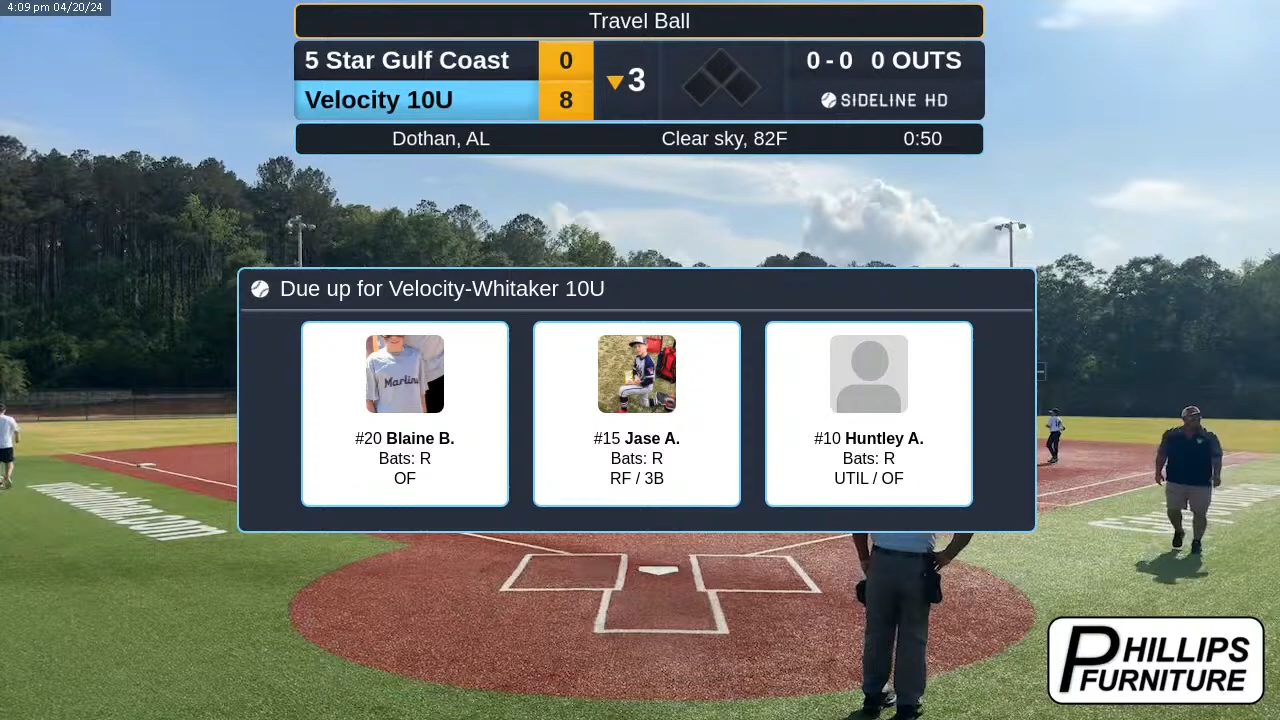 4:09 pm 04/20/24
Travel Ball
5 Star Gulf Coast 0
Velocity 10U 8
3
0 - 0 0 OUTS
SIDELINE HD
Dothan, AL Clear sky, 82F 0:50
Due up for Velocity-Whitaker 10U
Marlins
#20 Blaine B.
Bats: R
OF
#15 Jase A.
Bats: R
RF / 3B
#10 Huntley A.
Bats: R
UTIL / OF
PHILLIPS
FURNITURE